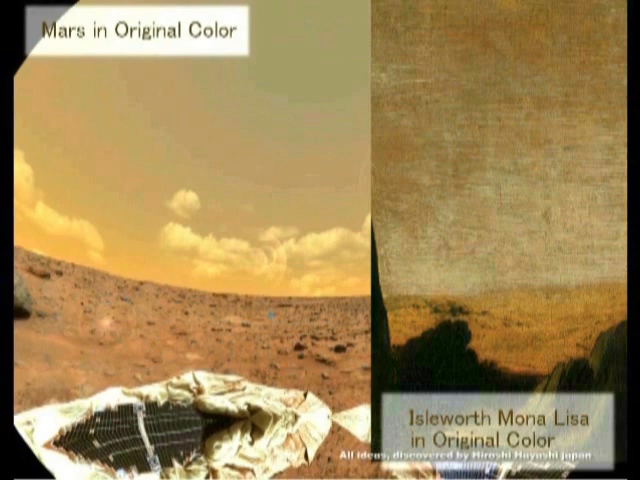 Mars in Original Color
Isleworth Mona Lisa
in Original Color
All ideas, discovered by Hiroshi Hayashi japan